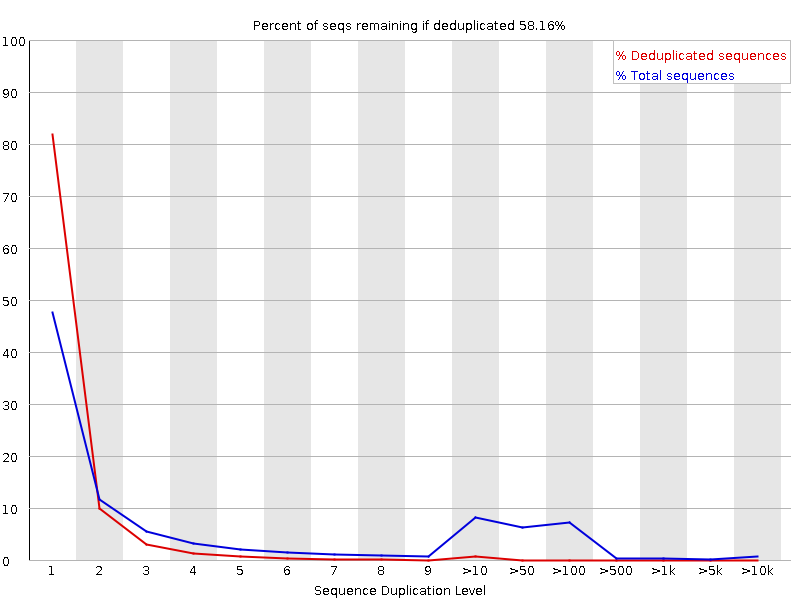 Percent of seqs remaining if deduplicated 58.16%
% Deduplicated sequences
% Total sequences
100
90
80
70
60
50
40
30
20
10
0
1 2 3 4 5 6 7 8 9 >10 >50 >100 >500 >1k >5k >10k
Sequence Duplication Level